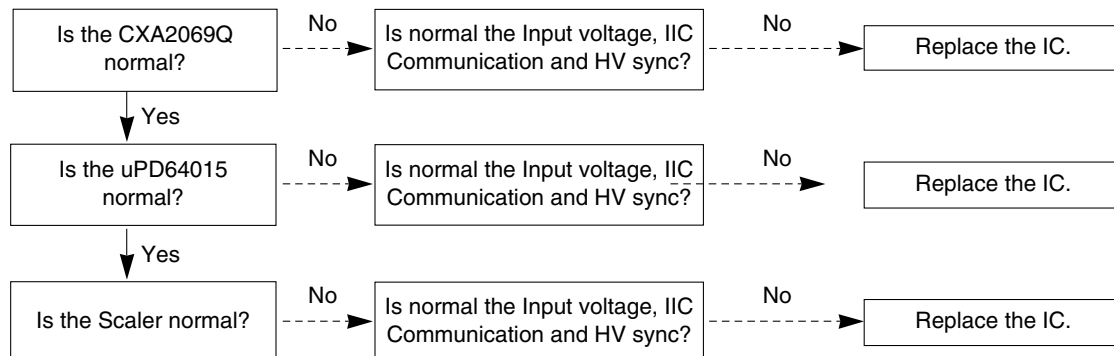 Is the CXA2069Q
normal?
No
Is normal the Input voltage, IIC
Communication and HV sync?
No
Replace the IC.
Yes
Is the uPD64015
normal?
No
Is normal the Input voltage, IIC
Communication and HV sync?
No
Replace the IC.
Yes
Is the Scaler normal?
No
Is normal the Input voltage, IIC
Communication and HV sync?
No
Replace the IC.